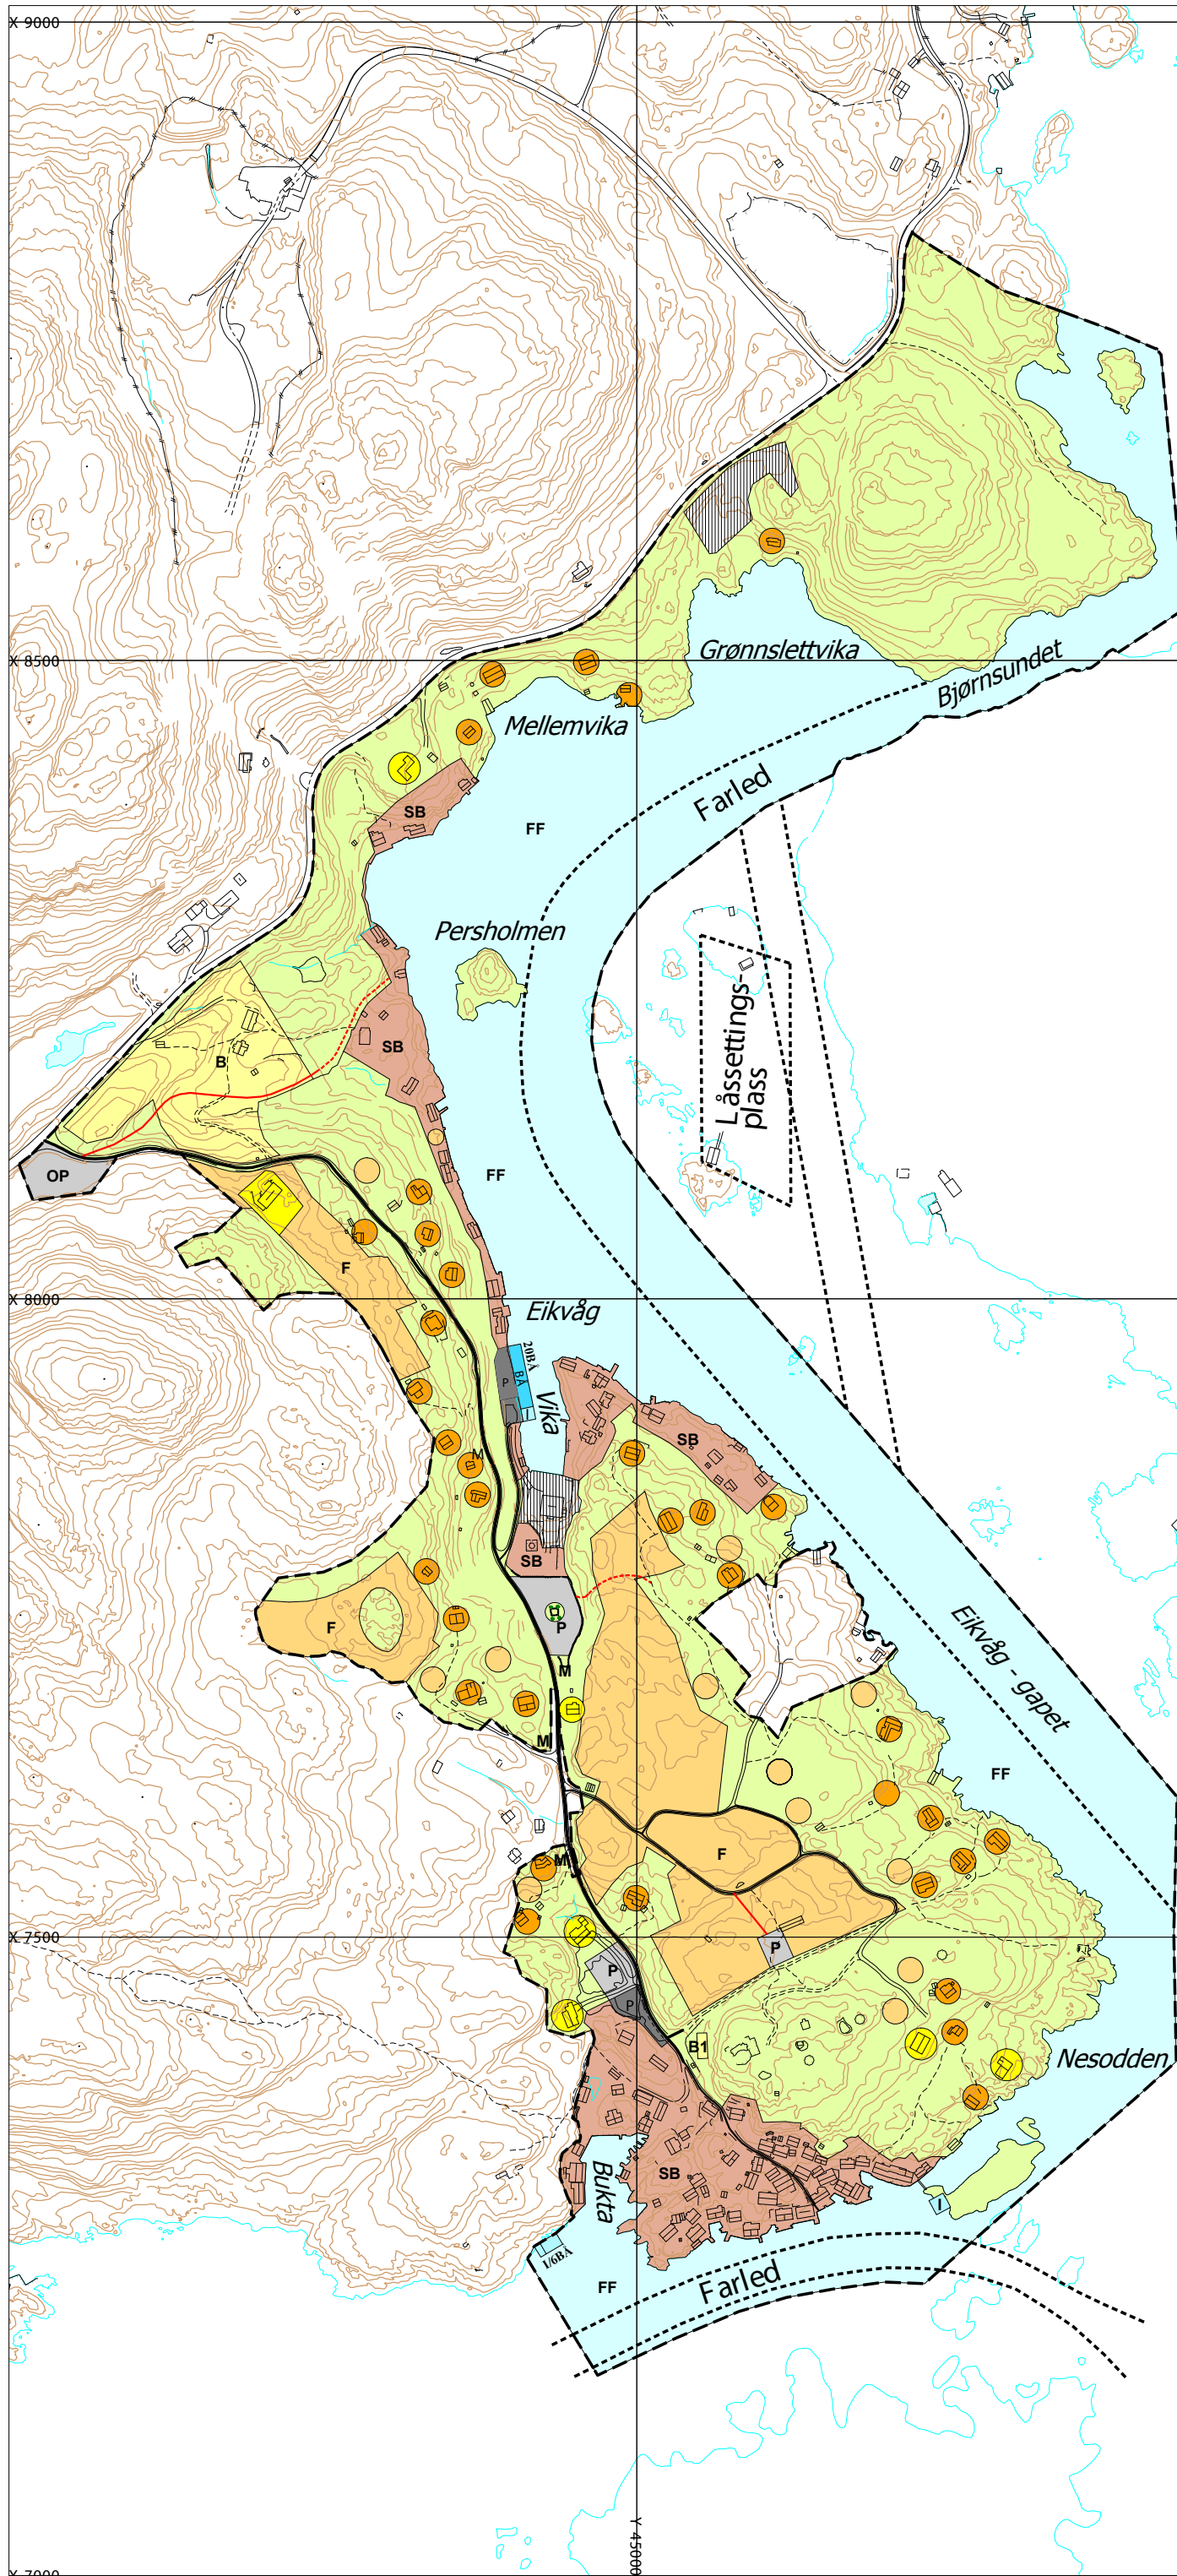 X 9000
Grønnslettvika
X 8500
Bjørnsundet
Mellemvika
Farled
SB
FF
Persholmen
Låssettings-
plass
SB
B
OP
FF
F
X 8000
Eikvåg
20BÅ
BÅ
P
I
Vika
SB
M
SB
F
P
M
Eikvåg - gapet
M
FF
F
M
X 7500
P
P
P
B1
Nesodden
SB
Bukta
I
1/6BÅ
FF
Farled
Y 45000
X 7000